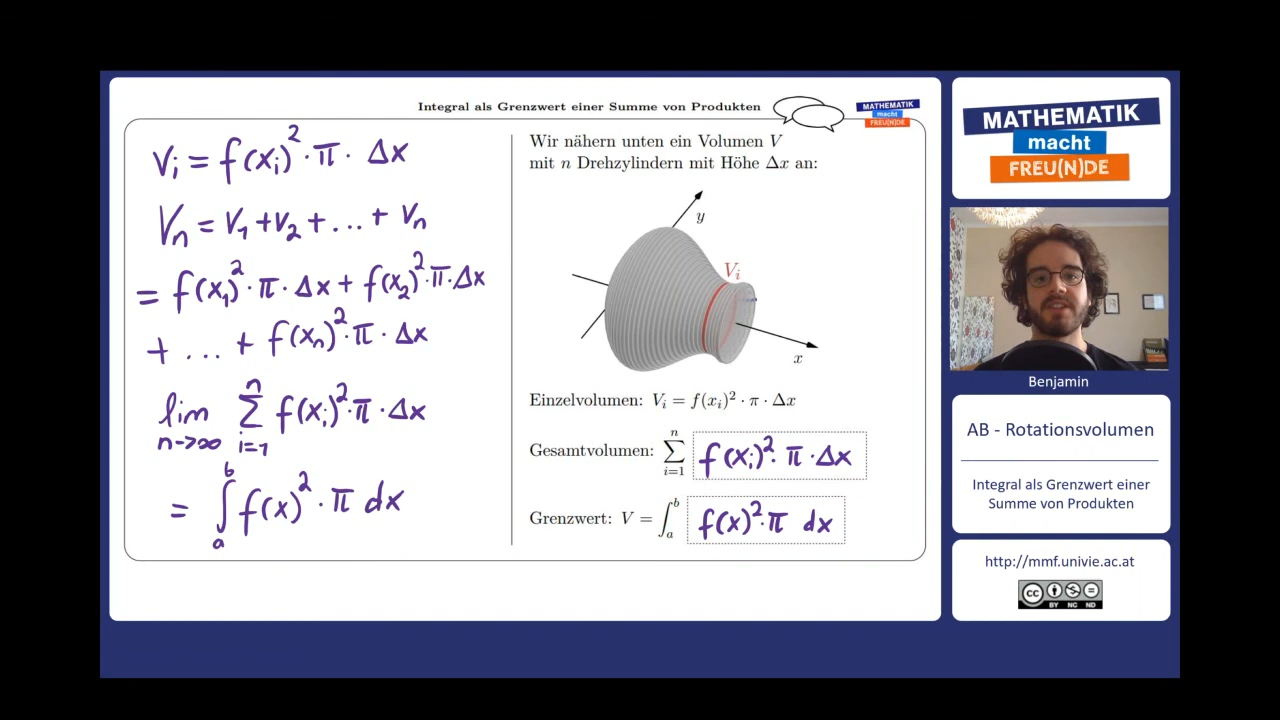 Integral als Grenzwert einer Summe von Produkten
MATHEMATIK
macht
FREU(N)DE
Vᵢ = f(xᵢ)² · π · Δx
Vₙ = V₁ + V₂ + ... + Vₙ
= f(x₁)² · π · Δx + f(x₂)² · π · Δx
+ ... + f(xₙ)² · π · Δx
lim n->∞ ∑ i=1 n f(xᵢ)² · π · Δx
= ∫ a b f(x)² · π dx
Wir nähern unten ein Volumen V
mit n Drehzylindern mit Höhe Δx an:
y
Vᵢ
x
Einzelvolumen: Vᵢ = f(xᵢ)² · π · Δx
Gesamtvolumen: ∑ i=1 n f(xᵢ)² · π · Δx
Grenzwert: V = ∫ a b f(x)² · π dx
MATHEMATIK
macht
FREU(N)DE
Benjamin
AB - Rotationsvolumen
Integral als Grenzwert einer
Summe von Produkten
http://mmf.univie.ac.at
cc BY NC ND